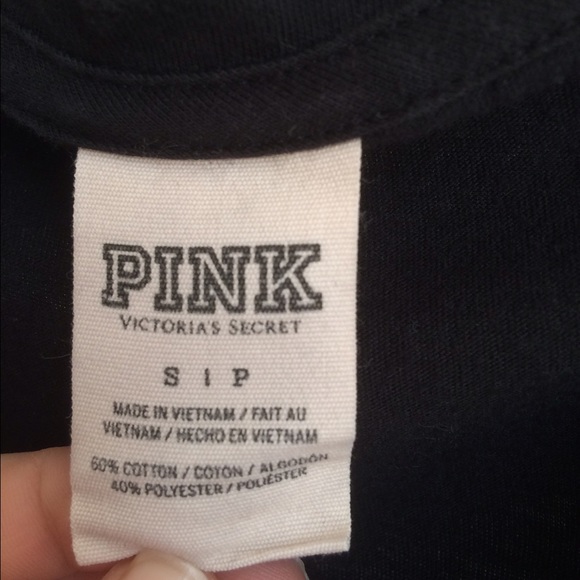 PINK
VICTORIA'S SECRET
S | P
MADE IN VIETNAM / FAIT AU
VIETNAM / HECHO EN VIETNAM
60% COTTON / COTON / ALGODÓN
40% POLYESTER / POLIÉSTER